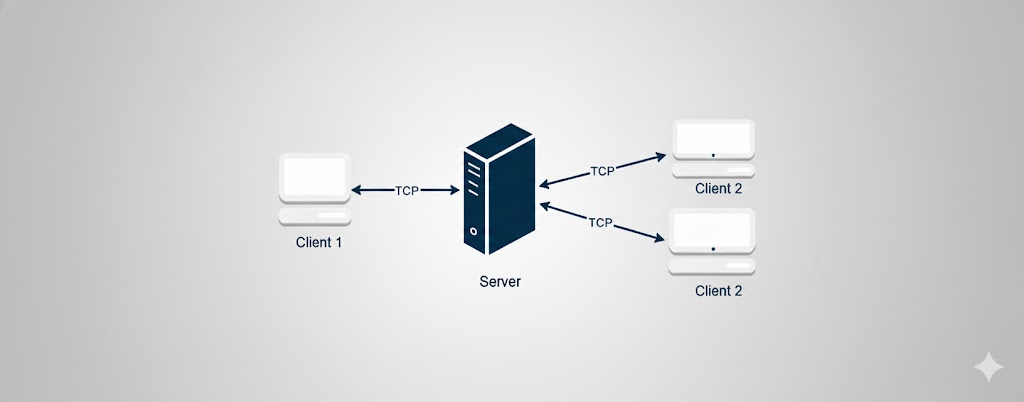 TCP
TCP
Client 2
TCP
Client 1
Server
Client 2